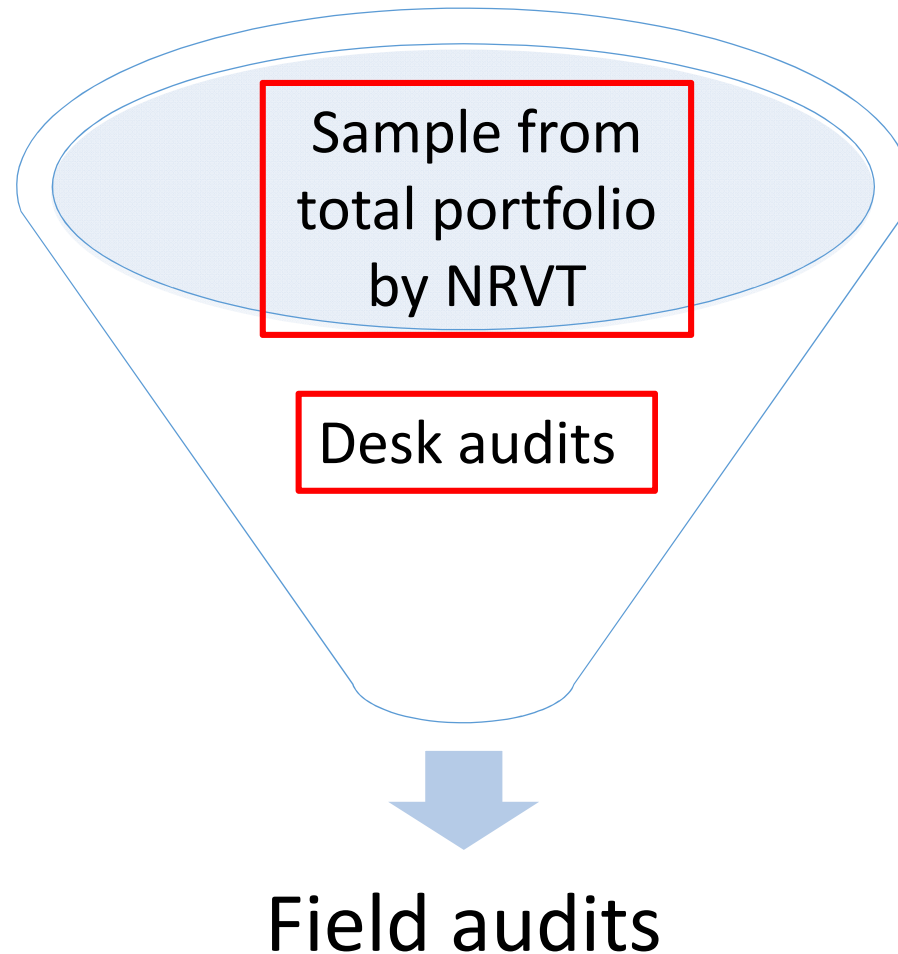 Sample from
total portfolio
by NRVT
Desk audits
Field audits